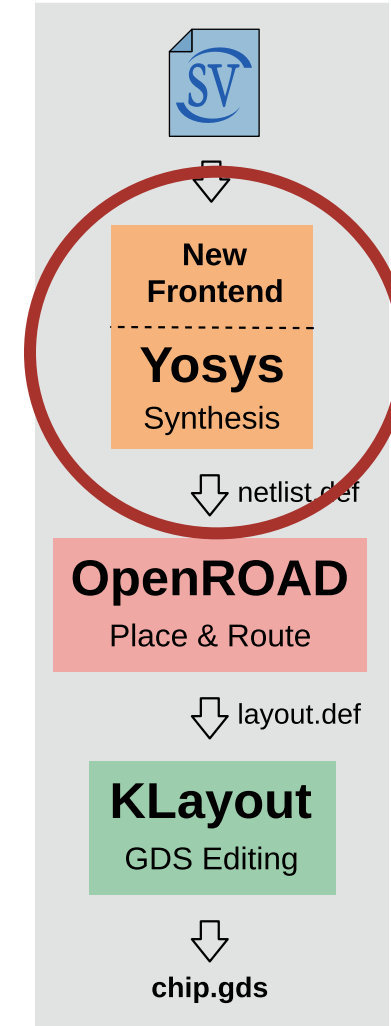 SV
New
Frontend
Yosys
Synthesis
netlist.def
OpenROAD
Place & Route
layout.def
KLayout
GDS Editing
chip.gds